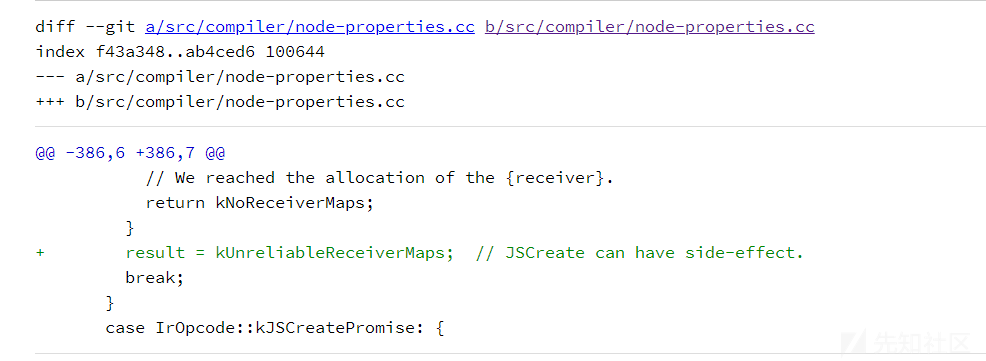 diff --git a/src/compiler/node-properties.cc b/src/compiler/node-properties.cc
index f43a348..ab4ced6 100644
--- a/src/compiler/node-properties.cc
+++ b/src/compiler/node-properties.cc
@@ -386,6 +386,7 @@
           // We reached the allocation of the {receiver}.
           return kNoReceiverMaps;
         }
+        result = kUnreliableReceiverMaps;  // JSCreate can have side-effect.
         break;
       }
       case IrOpcode::kJSCreatePromise: {
先知社区